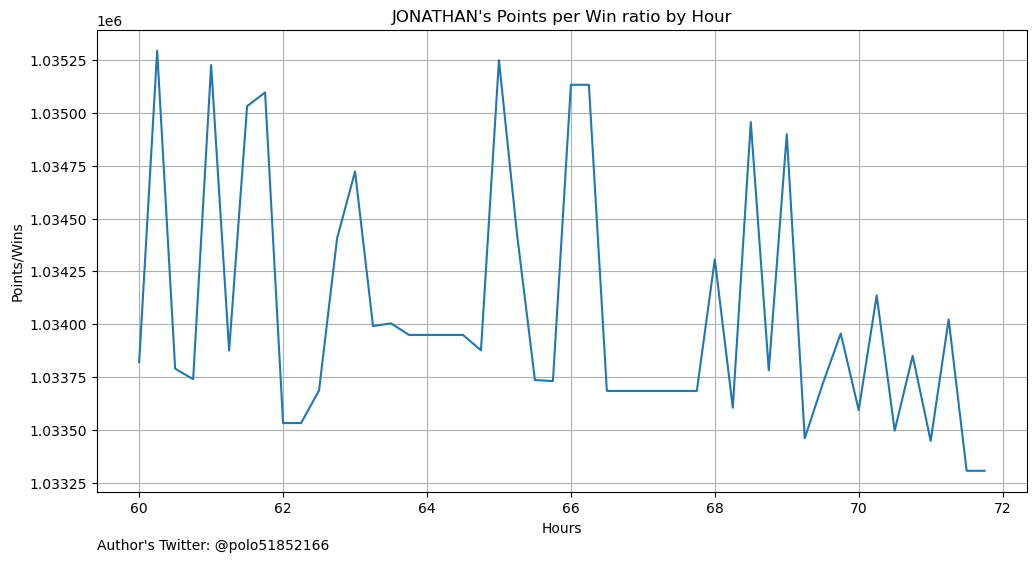 JONATHAN's Points per Win ratio by Hour
1e6
1.03525
1.03500
1.03475
1.03450
1.03425
1.03400
1.03375
1.03350
1.03325
Points/Wins
60 62 64 66 68 70 72
Hours
Author's Twitter: @polo51852166